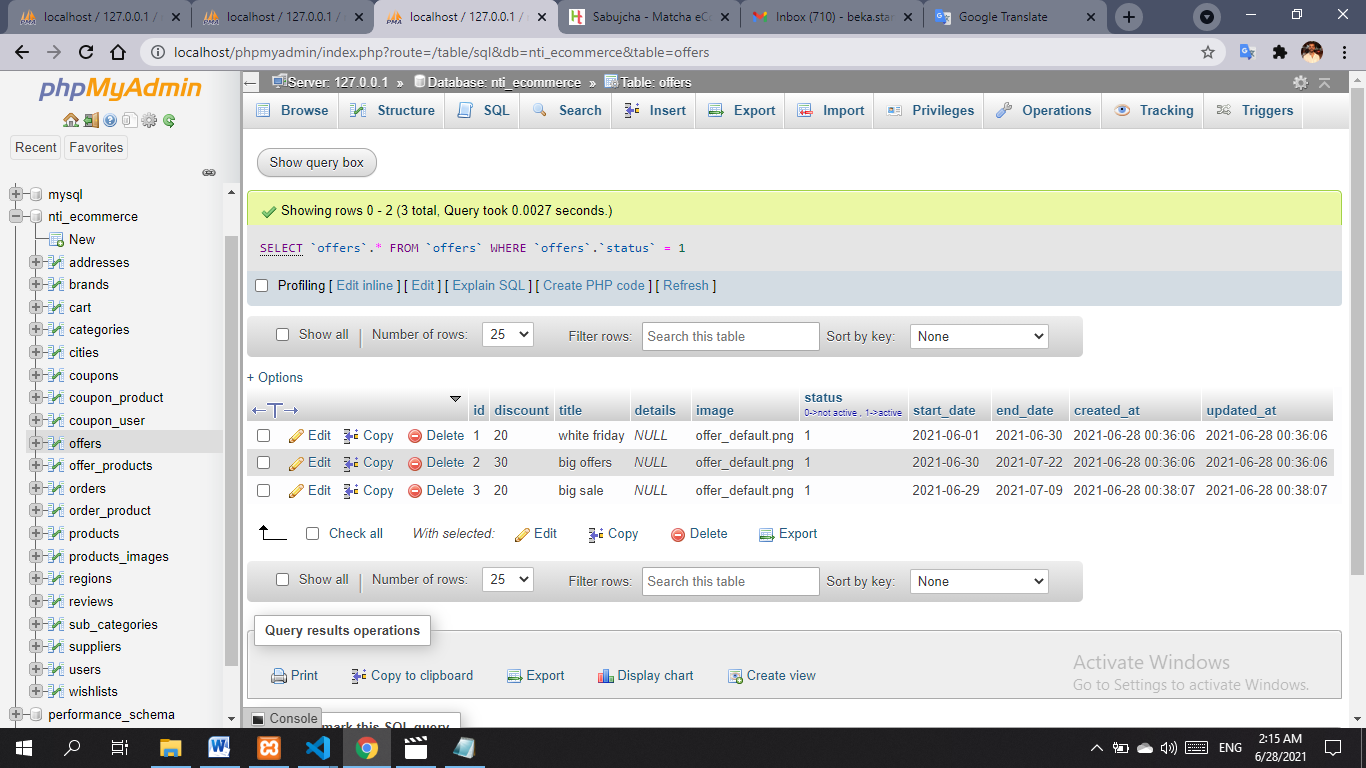 localhost / 127.0.0.1 /
localhost / 127.0.0.1 /
localhost / 127.0.0.1 /
Sabujcha - Matcha eC
Inbox (710) - beka.sta
Google Translate
localhost/phpmyadmin/index.php?route=/table/sql&db=nti_ecommerce&table=offers
phpMyAdmin
Recent Favorites
mysql
nti_ecommerce
New
addresses
brands
cart
categories
cities
coupons
coupon_product
coupon_user
offers
offer_products
orders
order_product
products
products_images
regions
reviews
sub_categories
suppliers
users
wishlists
performance_schema
Server: 127.0.0.1 » Database: nti_ecommerce » Table: offers
Browse Structure SQL Search Insert Export Import Privileges Operations Tracking Triggers
Show query box
Showing rows 0 - 2 (3 total, Query took 0.0027 seconds.)
SELECT `offers`.* FROM `offers` WHERE `offers`.`status` = 1
Profiling [ Edit inline ] [ Edit ] [ Explain SQL ] [ Create PHP code ] [ Refresh ]
Show all Number of rows: 25 Filter rows: Search this table Sort by key: None
+ Options
id discount title details image status 0->not active , 1->active start_date end_date created_at updated_at
Edit Copy Delete 1 20 white friday NULL offer_default.png 1 2021-06-01 2021-06-30 2021-06-28 00:36:06 2021-06-28 00:36:06
Edit Copy Delete 2 30 big offers NULL offer_default.png 1 2021-06-30 2021-07-22 2021-06-28 00:36:06 2021-06-28 00:36:06
Edit Copy Delete 3 20 big sale NULL offer_default.png 1 2021-06-29 2021-07-09 2021-06-28 00:38:07 2021-06-28 00:38:07
Check all With selected: Edit Copy Delete Export
Show all Number of rows: 25 Filter rows: Search this table Sort by key: None
Query results operations
Print Copy to clipboard Export Display chart Create view
Activate Windows
Go to Settings to activate Windows.
Console
mark this SQL query
ENG
2:15 AM
6/28/2021